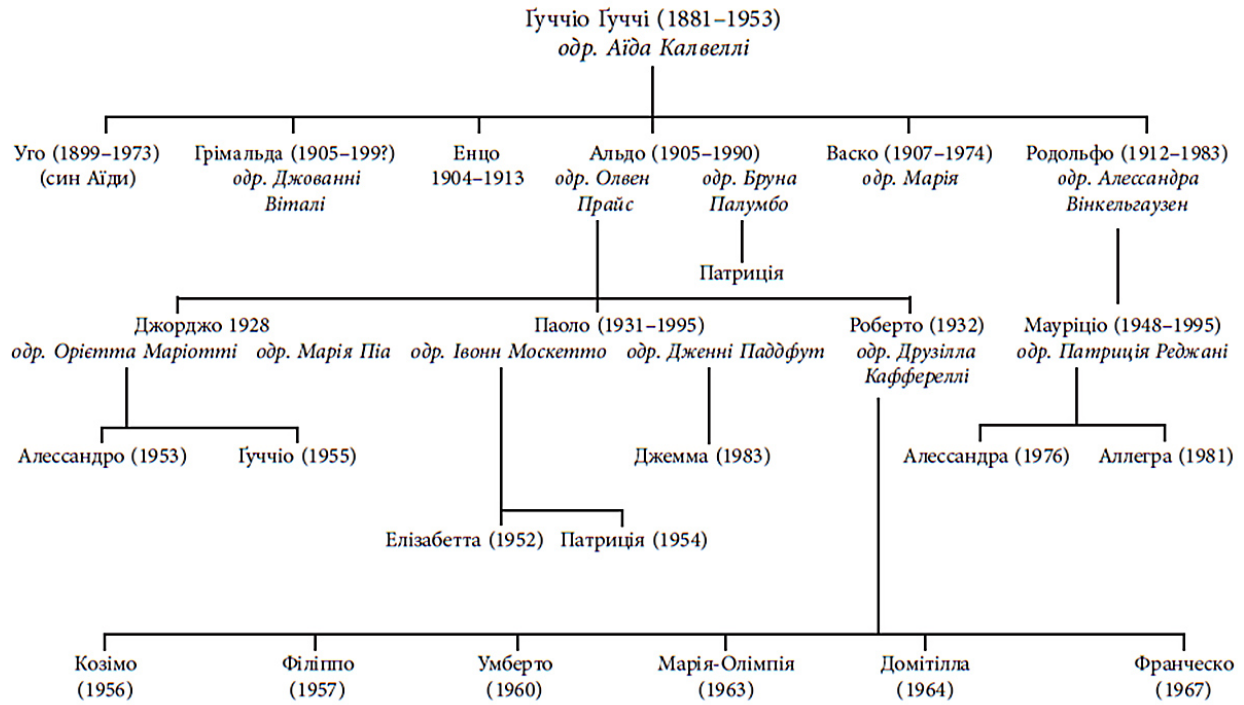 Ґуччіо Ґуччі (1881–1953)
одр. Аїда Калвеллі
Уго (1899–1973)
(син Аїди)
Грімальда (1905–199?)
одр. Джованні
Віталі
Енцо
1904–1913
Альдо (1905–1990)
одр. Олвен
Прайс
одр. Бруна
Палумбо
Васко (1907–1974)
одр. Марія
Родольфо (1912–1983)
одр. Алессандра
Вінкельгаузен
Патриція
Джорджо 1928
одр. Орієтта Маріотті
одр. Марія Піа
Паоло (1931–1995)
одр. Івонн Москетто
одр. Дженні Паддфут
Роберто (1932)
одр. Друзілла
Каффереллі
Мауріціо (1948–1995)
одр. Патриція Реджані
Алессандро (1953)
Ґуччіо (1955)
Джемма (1983)
Алессандра (1976)
Аллегра (1981)
Елізабетта (1952)
Патриція (1954)
Козімо
(1956)
Філіппо
(1957)
Умберто
(1960)
Марія-Олімпія
(1963)
Домітілла
(1964)
Франческо
(1967)